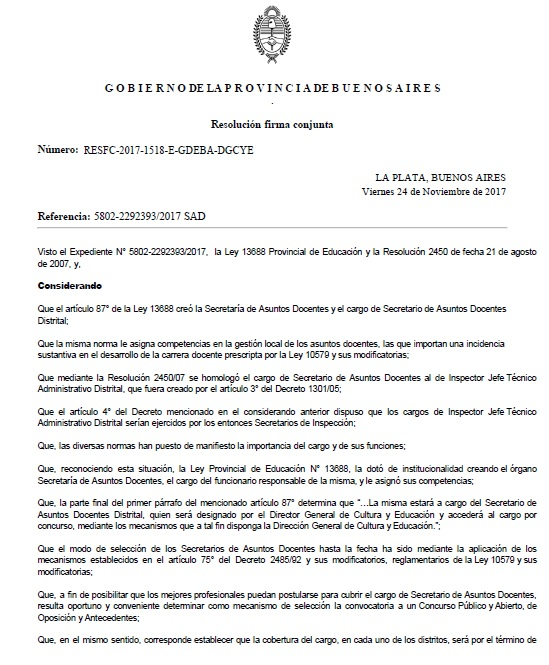 GOBIERNO DE LA PROVINCIA DE BUENOS AIRES
Resolución firma conjunta
Número: RESFC-2017-1518-E-GDEBA-DGCYE
LA PLATA, BUENOS AIRES
Viernes 24 de Noviembre de 2017
Referencia: 5802-2292393/2017 SAD
Visto el Expediente N° 5802-2292393/2017, la Ley 13688 Provincial de Educación y la Resolución 2450 de fecha 21 de agosto
de 2007, y,
Considerando
Que el artículo 87° de la Ley 13688 creó la Secretaría de Asuntos Docentes y el cargo de Secretario de Asuntos Docentes
Distrital;
Que la misma norma le asigna competencias en la gestión local de los asuntos docentes, las que importan una incidencia
sustantiva en el desarrollo de la carrera docente prescripta por la Ley 10579 y sus modificatorias;
Que mediante la Resolución 2450/07 se homologó el cargo de Secretario de Asuntos Docentes al de Inspector Jefe Técnico
Administrativo Distrital, que fuera creado por el artículo 3° del Decreto 1301/05;
Que el artículo 4° del Decreto mencionado en el considerando anterior dispuso que los cargos de Inspector Jefe Técnico
Administrativo Distrital serían ejercidos por los entonces Secretarios de Inspección;
Que, las diversas normas han puesto de manifiesto la importancia del cargo y de sus funciones;
Que, reconociendo esta situación, la Ley Provincial de Educación N° 13688, la dotó de institucionalidad creando el órgano
Secretaría de Asuntos Docentes, el cargo del funcionario responsable de la misma, y le asignó sus competencias;
Que, la parte final del primer párrafo del mencionado artículo 87° determina que “…La misma estará a cargo del Secretario de
Asuntos Docentes Distrital, quien será designado por el Director General de Cultura y Educación y accederá al cargo por
concurso, mediante los mecanismos que a tal fin disponga la Dirección General de Cultura y Educación.”;
Que el modo de selección de los Secretarios de Asuntos Docentes hasta la fecha ha sido mediante la aplicación de los
mecanismos establecidos en el artículo 75° del Decreto 2485/92 y sus modificatorios, reglamentarios de la Ley 10579 y sus
modificatorias;
Que, a fin de posibilitar que los mejores profesionales puedan postularse para cubrir el cargo de Secretario de Asuntos Docentes,
resulta oportuno y conveniente determinar como mecanismo de selección la convocatoria a un Concurso Público y Abierto, de
Oposición y Antecedentes;
Que, en el mismo sentido, corresponde establecer que la cobertura del cargo, en cada uno de los distritos, será por el término de